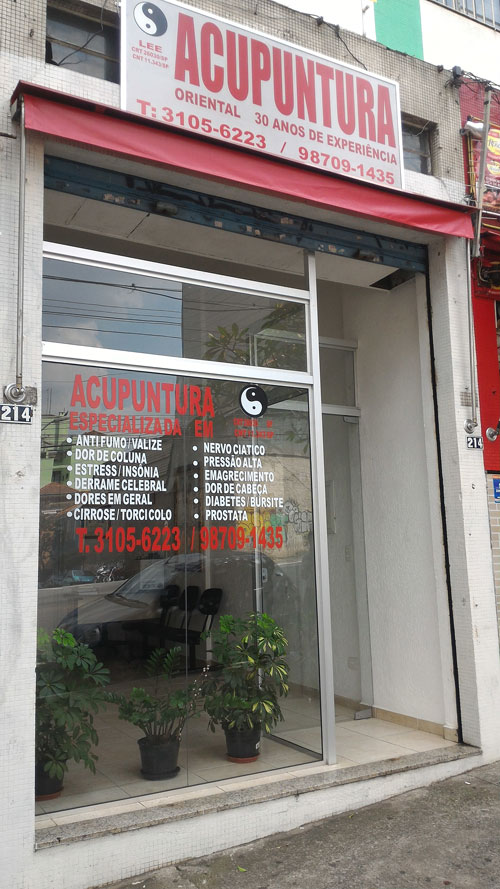 LEE
ACUPUNTURA
ORIENTAL 30 ANOS DE EXPERIÊNCIA
T: 3105-6223 / 98709-1435
ACUPUNTURA
ESPECIALIZADA EM
• ANTI FUMO / VALIZE
• DOR DE COLUNA
• ESTRESS / INSÔNIA
• DERRAME CELEBRAL
• DORES EM GERAL
• CIRROSE / TORCI COLO
• NERVO CIATICO
• PRESSÃO ALTA
• EMAGRECIMENTO
• DOR DE CABEÇA
• DIABETES / BURSITE
• PROSTATA
T. 3105-6223 / 98709-1435
214
214